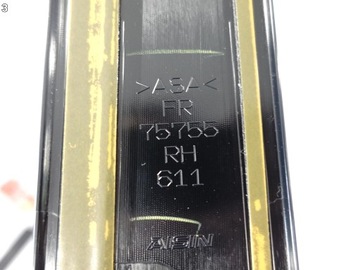 3
>ASA<
FR
75755
RH
611
AISIN